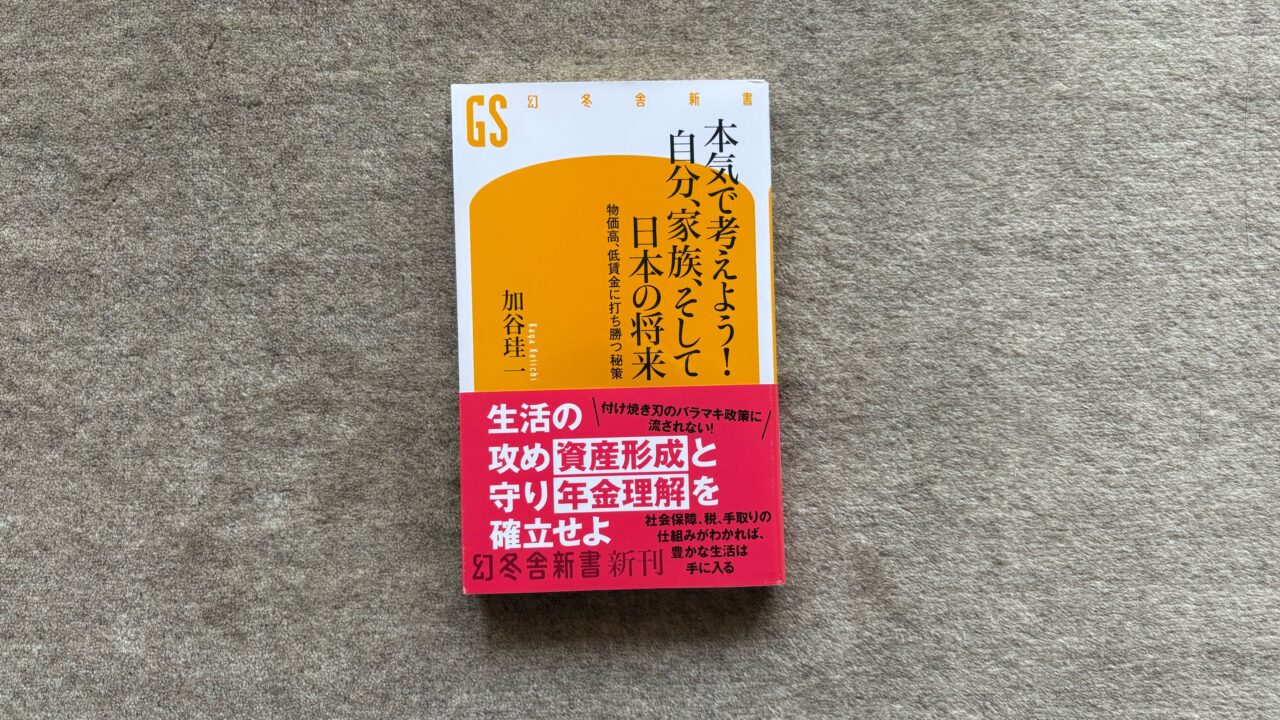 GS
幻冬舎新書
本気で考えよう!
自分、家族、そして
日本の将来
物価高、低賃金に打ち勝つ秘策
加谷珪一
Kaya Keiichi
付け焼き刃のバラマキ政策に
流されない!
生活の
攻め資産形成と
守り年金理解を
確立せよ
社会保障、税、手取りの
仕組みがわかれば、
豊かな生活は
手に入る
幻冬舎新書新刊